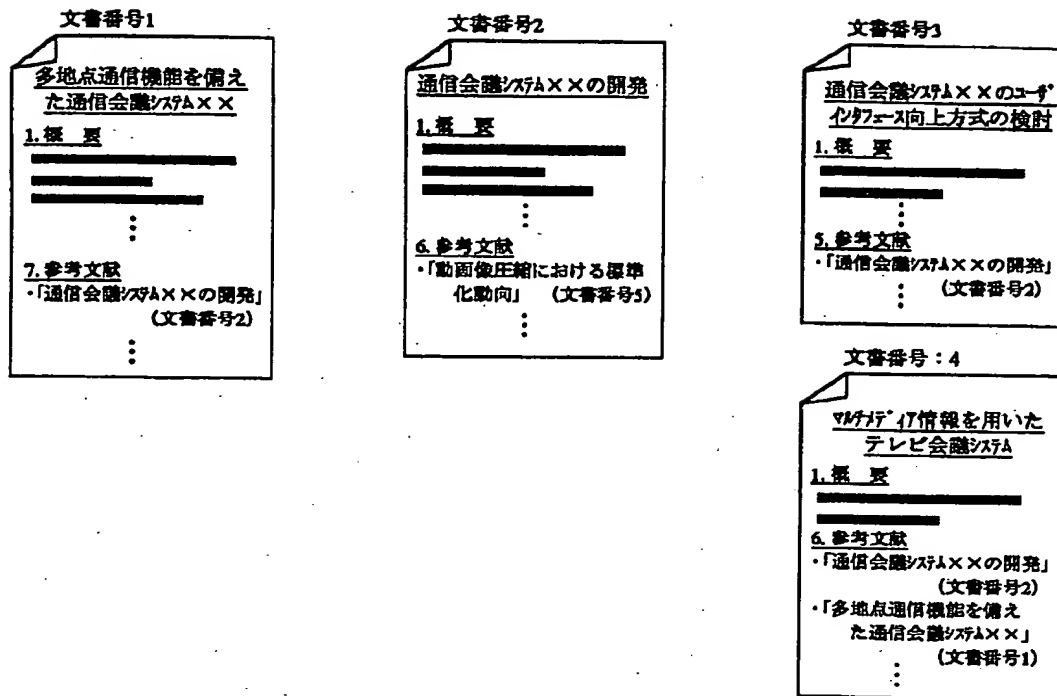 文書番号1
多地点通信機能を備え
た通信会議システム××
1. 概 要
7. 参考文献
・「通信会議システム××の開発」
(文書番号2)
文書番号2
通信会議システム××の開発
1. 概 要
6. 参考文献
・「動画像圧縮における標準
化動向」 (文書番号5)
文書番号3
通信会議システム××のユーザ
インタフェース向上方式の検討
1. 概 要
5. 参考文献
・「通信会議システム××の開発」
(文書番号2)
文書番号:4
マルチメディア情報を用いた
テレビ会議システム
1. 概 要
6. 参考文献
・「通信会議システム××の開発」
(文書番号2)
・「多地点通信機能を備え
た通信会議システム××」
(文書番号1)